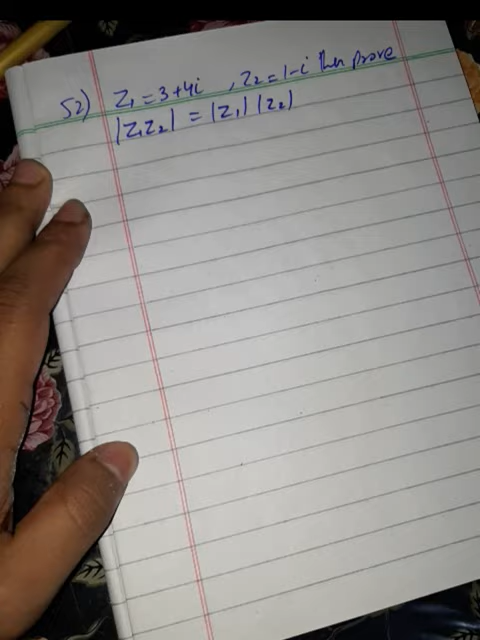 52) Z₁ = 3+4i , Z₂ = 1-i then prove
|Z₁Z₂| = |Z₁| |Z₂|